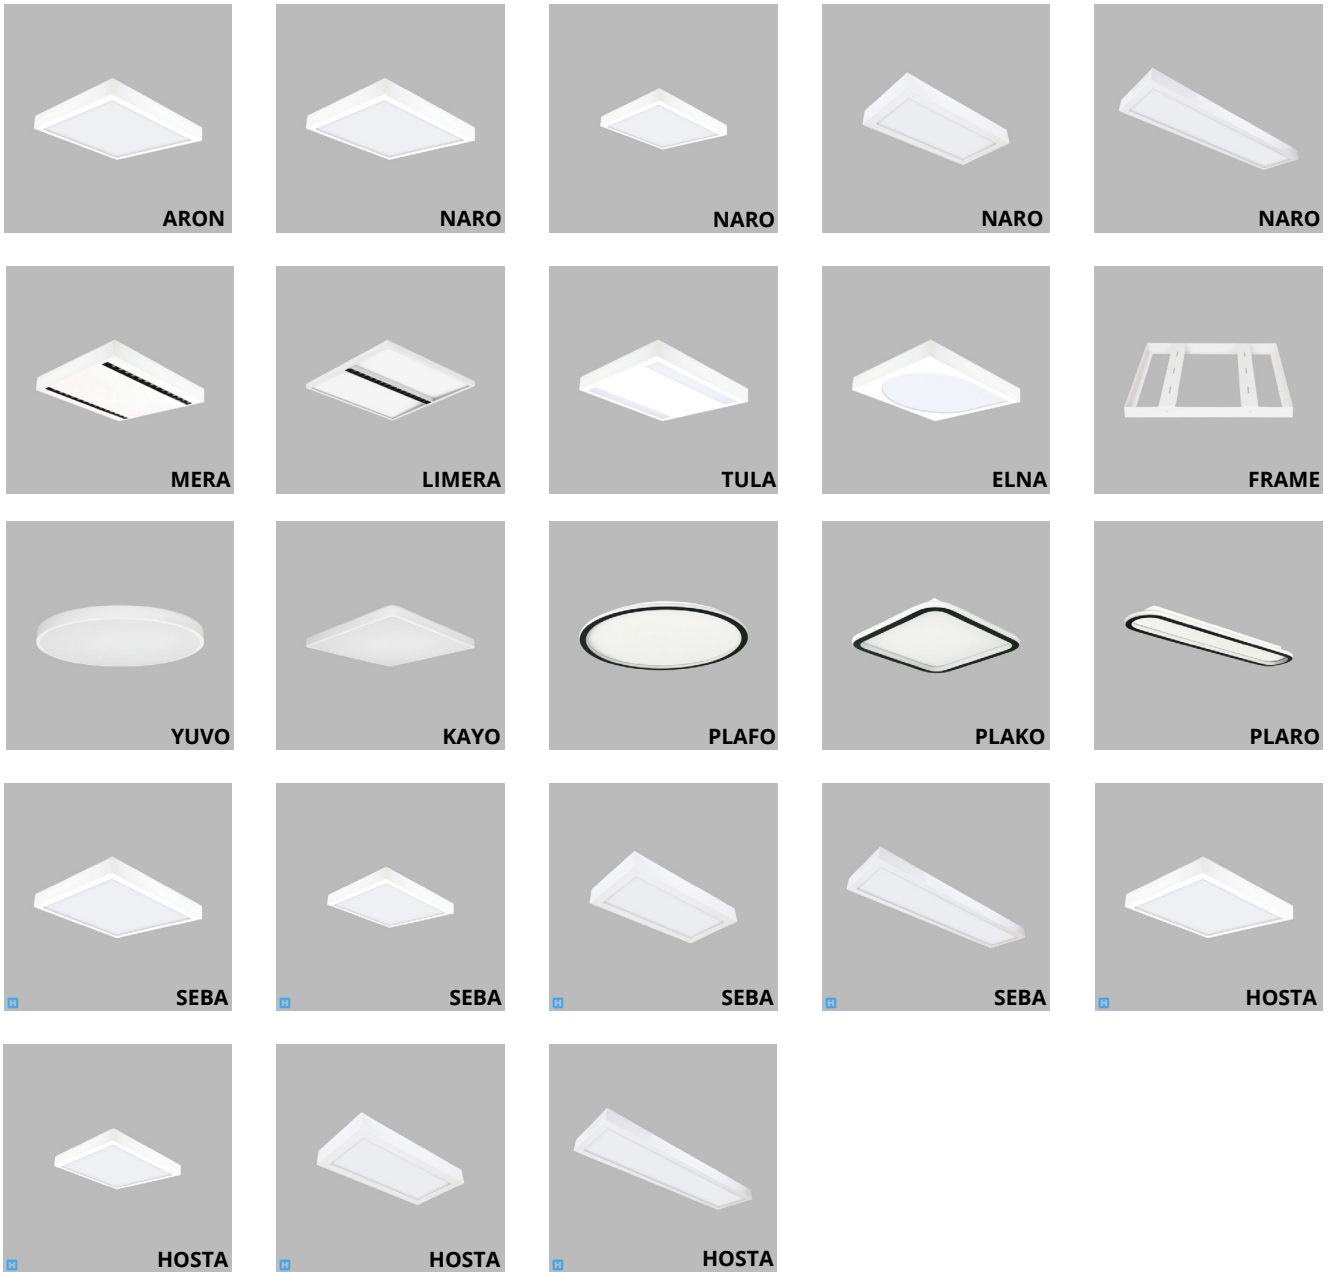 ARON
NARO
NARO
NARO
NARO
MERA
LIMERA
TULA
ELNA
FRAME
YUVO
KAYO
PLAFO
PLAKO
PLARO
H
SEBA
H
SEBA
H
SEBA
H
SEBA
H
HOSTA
H
HOSTA
H
HOSTA
H
HOSTA